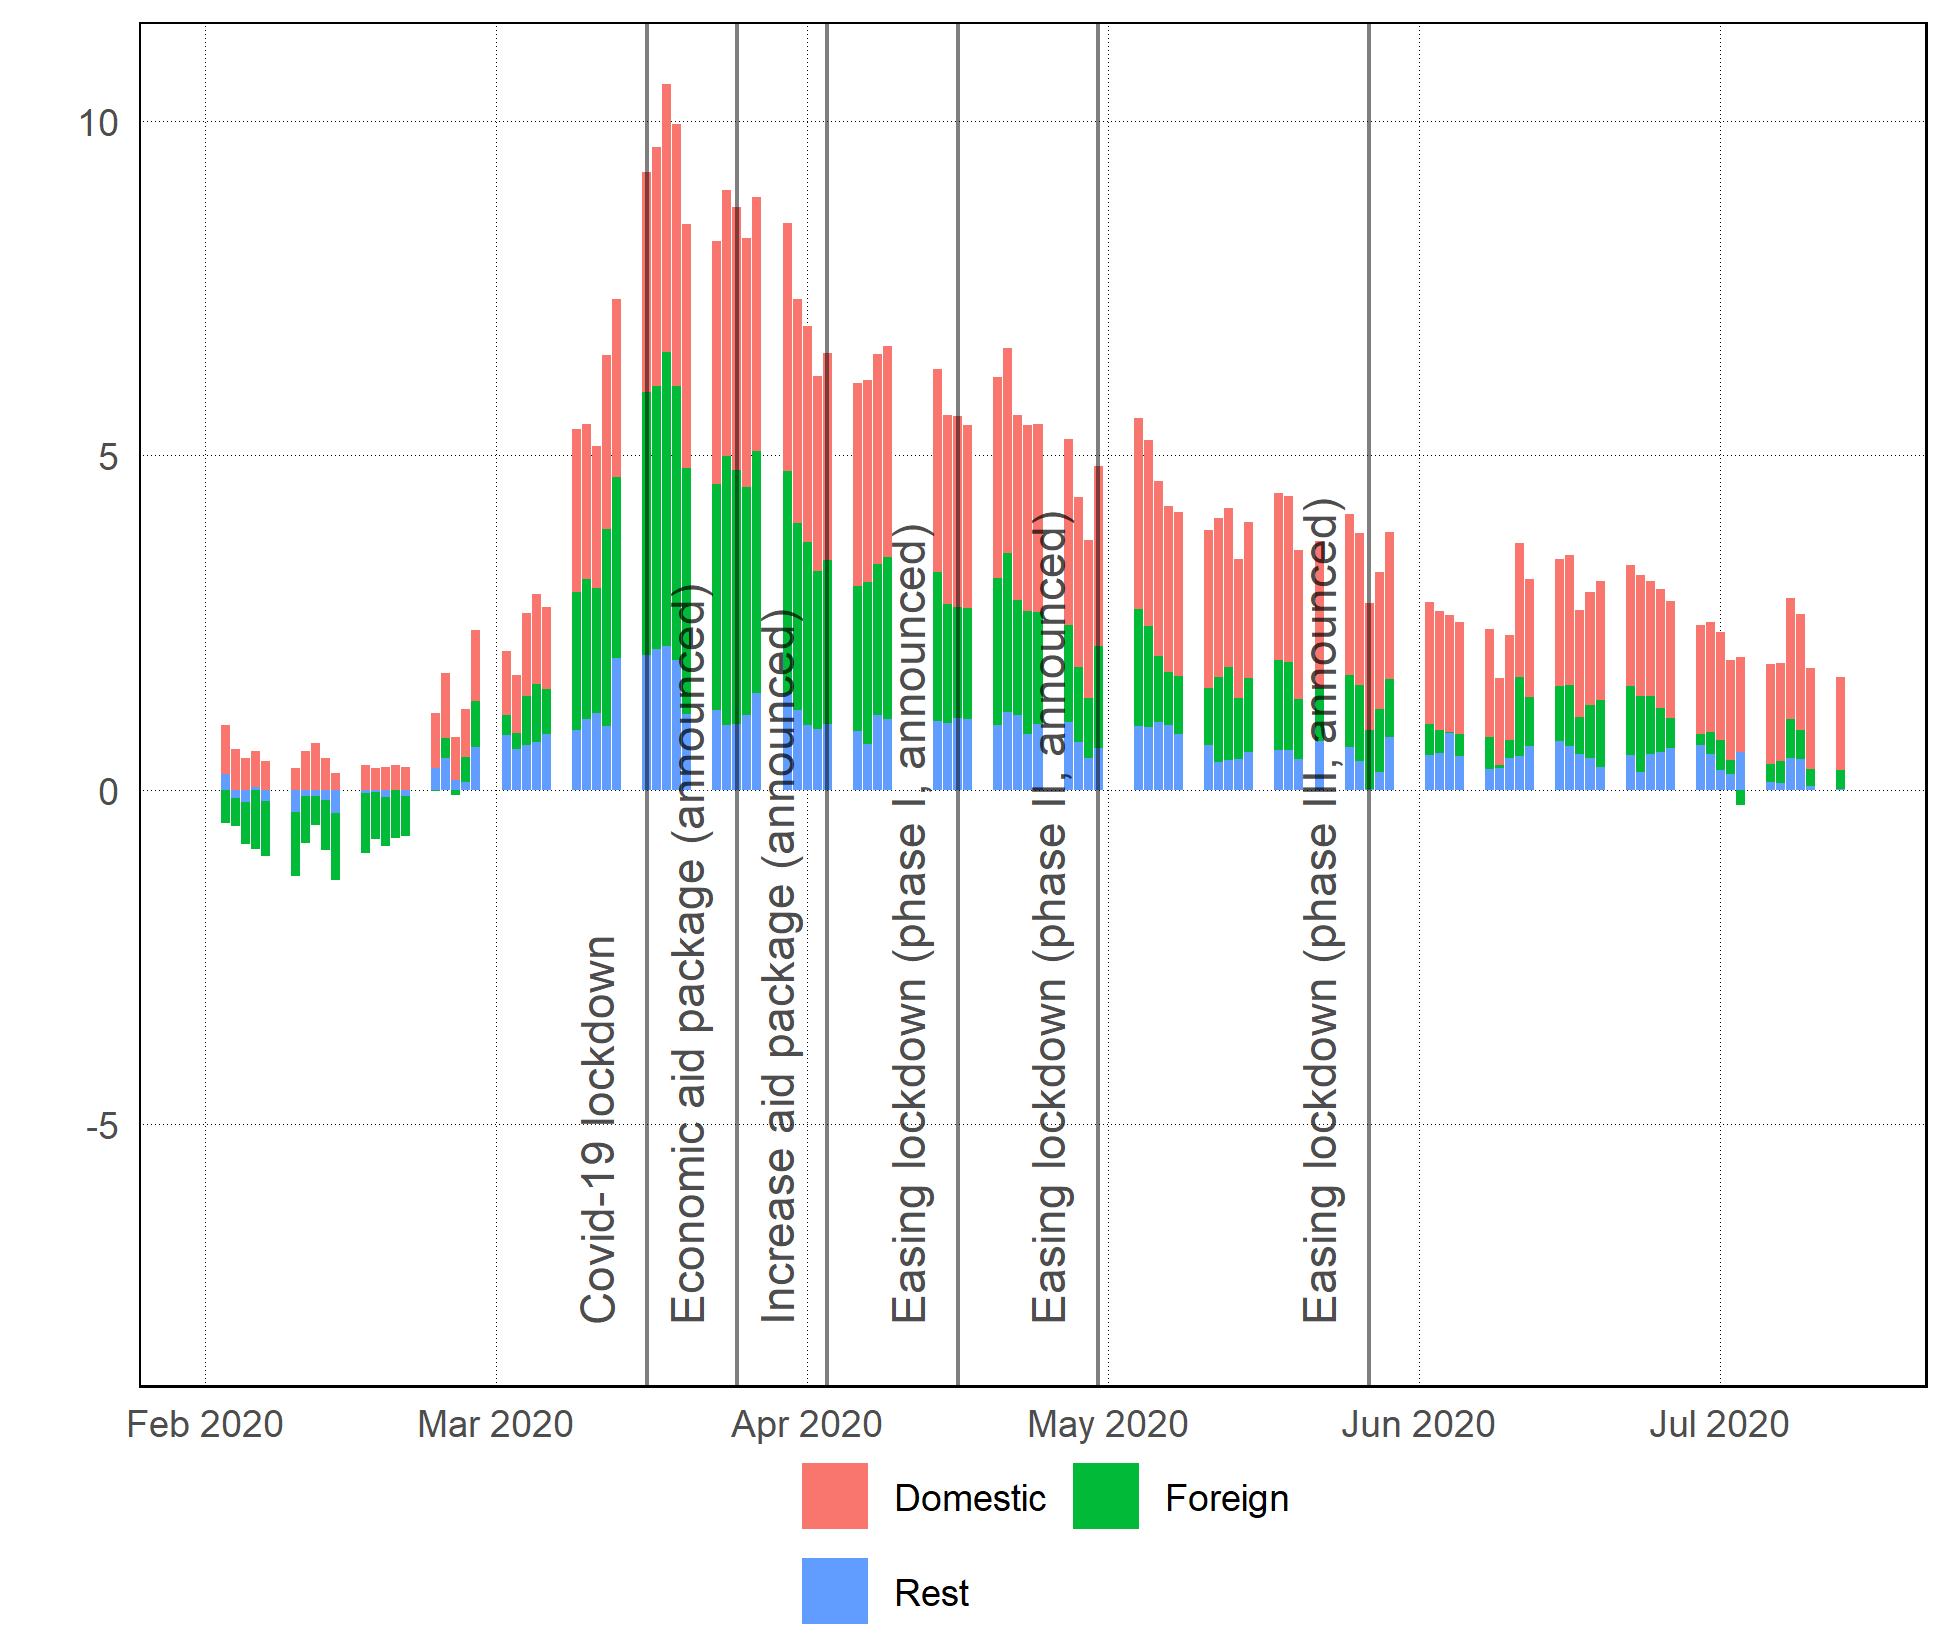 10
5
0
-5
Covid-19 lockdown
Economic aid package (announced)
Increase aid package (announced)
Easing lockdown (phase I, announced)
Easing lockdown (phase II, announced)
Easing lockdown (phase III, announced)
Feb 2020 Mar 2020 Apr 2020 May 2020 Jun 2020 Jul 2020
Domestic Foreign
Rest